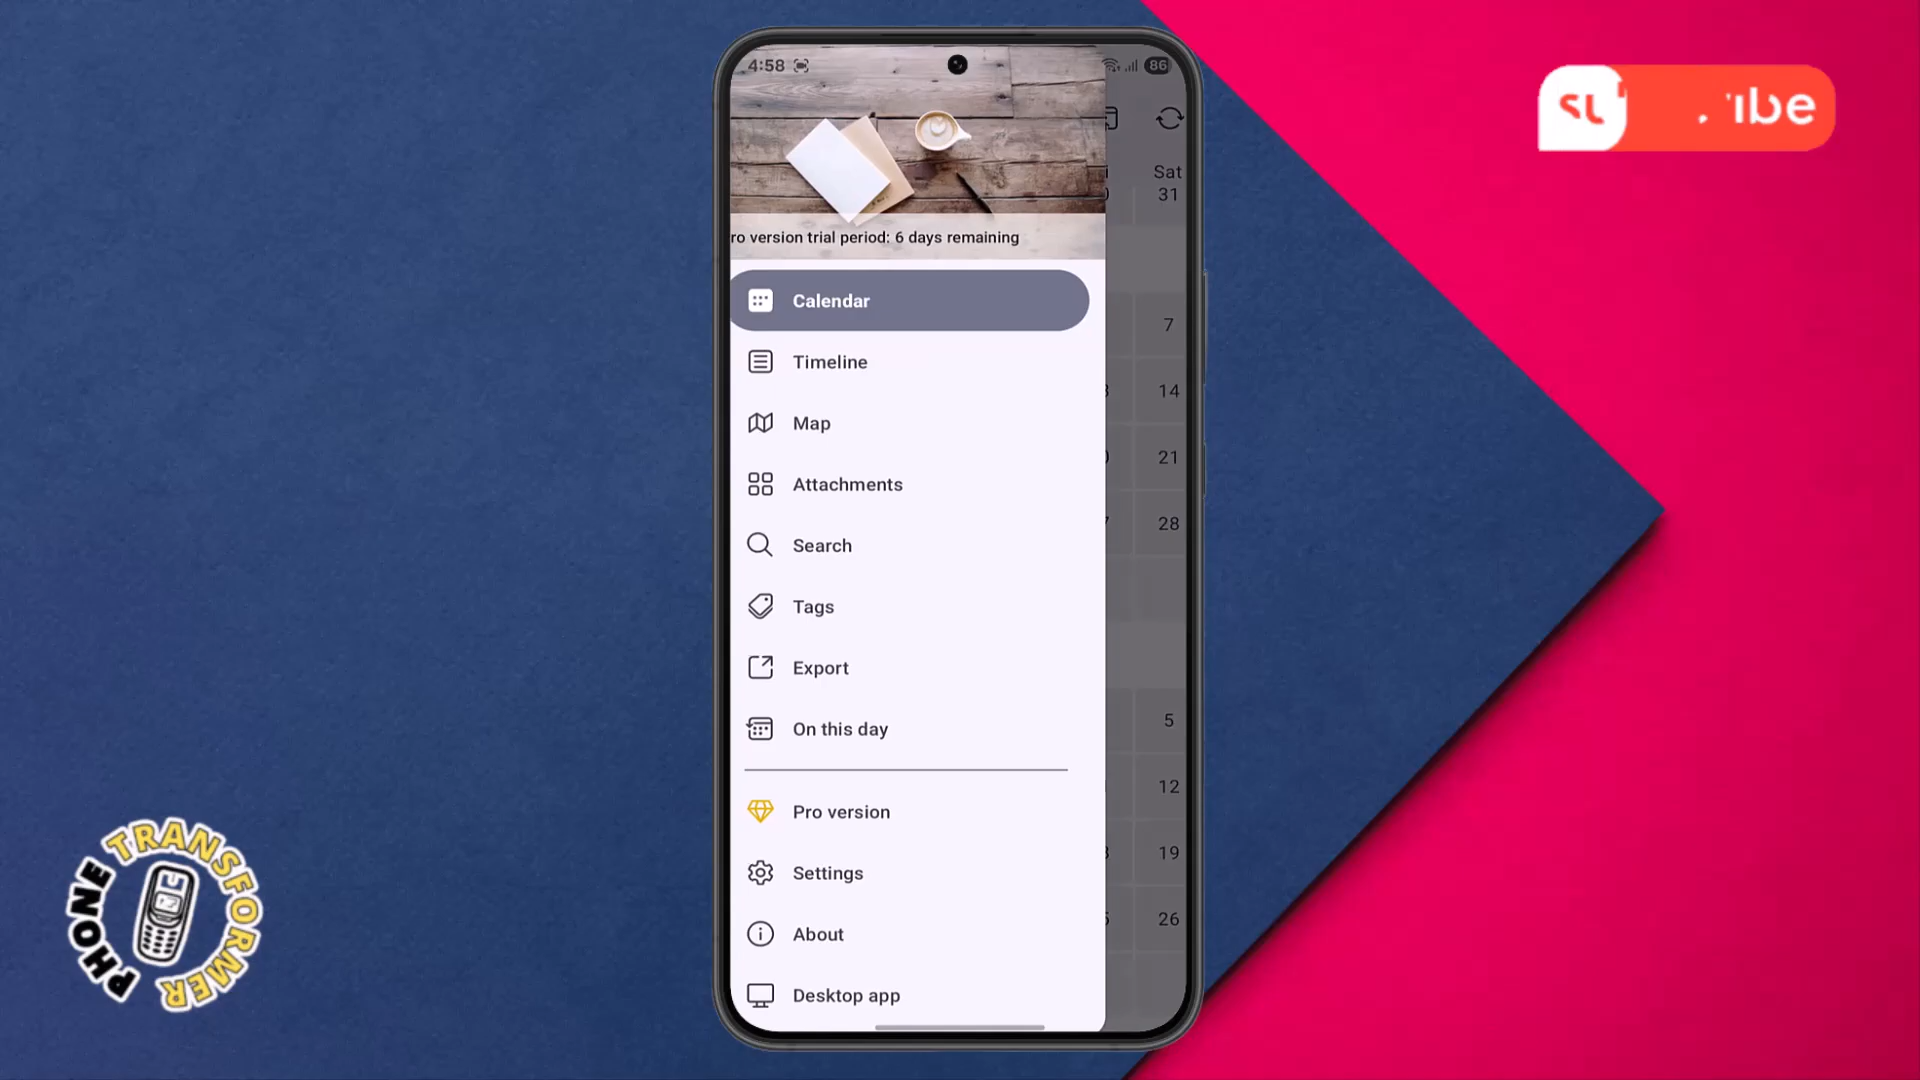 4:58
86
Sat
31
ro version trial period: 6 days remaining
Calendar
7
Timeline
14
Map
21
Attachments
28
Search
Tags
Export
5
On this day
12
Pro version
19
Settings
26
About
Desktop app
PHONE TRANSFORMER